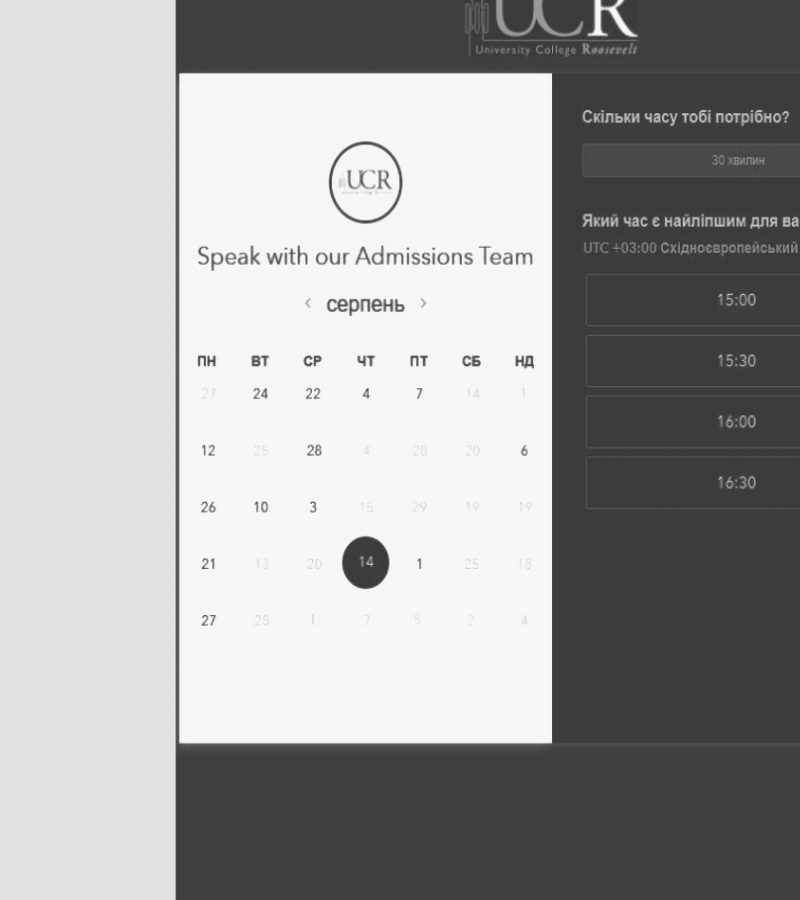 UCR
University College Roosevelt
UCR
Speak with our Admissions Team
‹ серпень ›
ПН ВТ СР ЧТ ПТ СБ НД
27 24 22 4 7 14 1
12 25 28 4 28 20 6
26 10 3 15 29 19 19
21 13 20 14 1 25 18
27 28 1 7 5 2 4
Скільки часу тобі потрібно?
30 хвилин
Який час є найліпшим для ва
UTC +03:00 Східноєвропейський
15:00
15:30
16:00
16:30